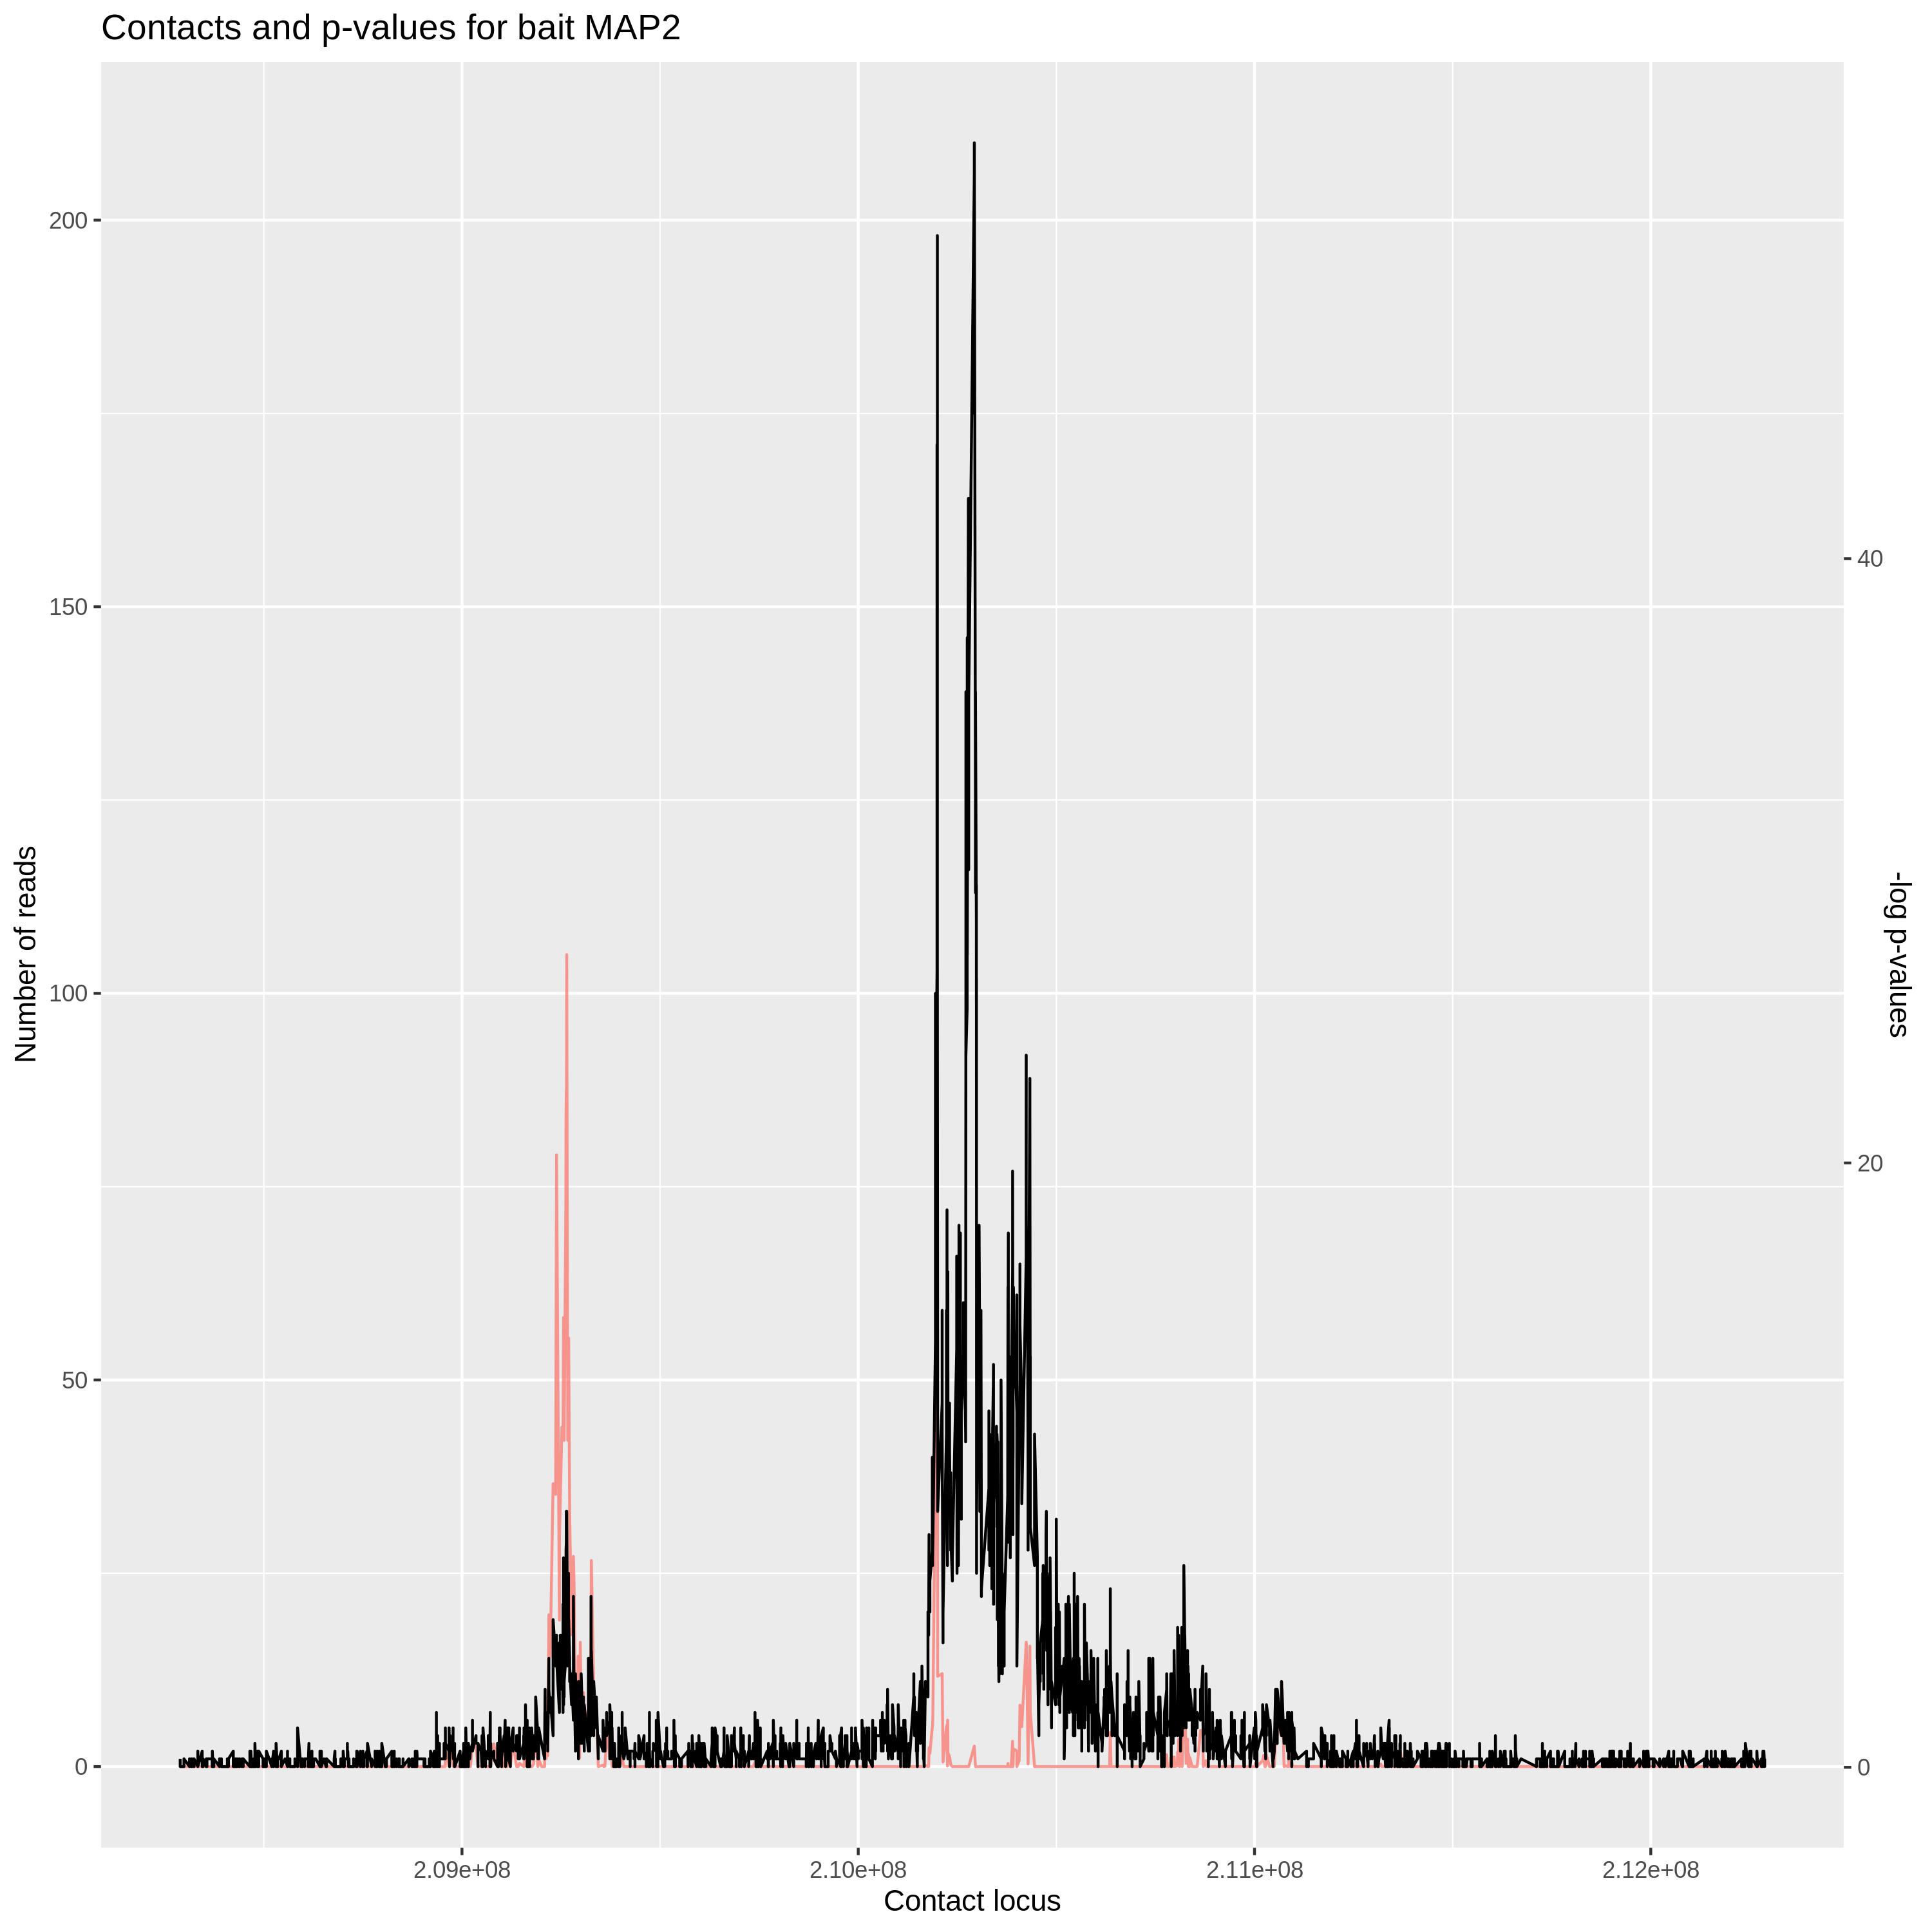 Contacts and p-values for bait MAP2
Number of reads
200
150
100
50
0
40
20
0
-log p-values
2.09e+08 2.10e+08 2.11e+08 2.12e+08
Contact locus